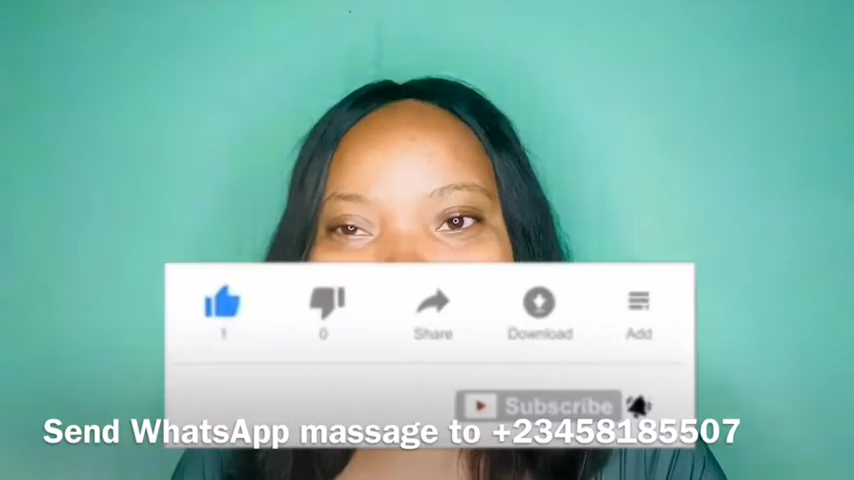 1
0
Share
Download
Add
Subscribe
Send WhatsApp massage to +23458185507